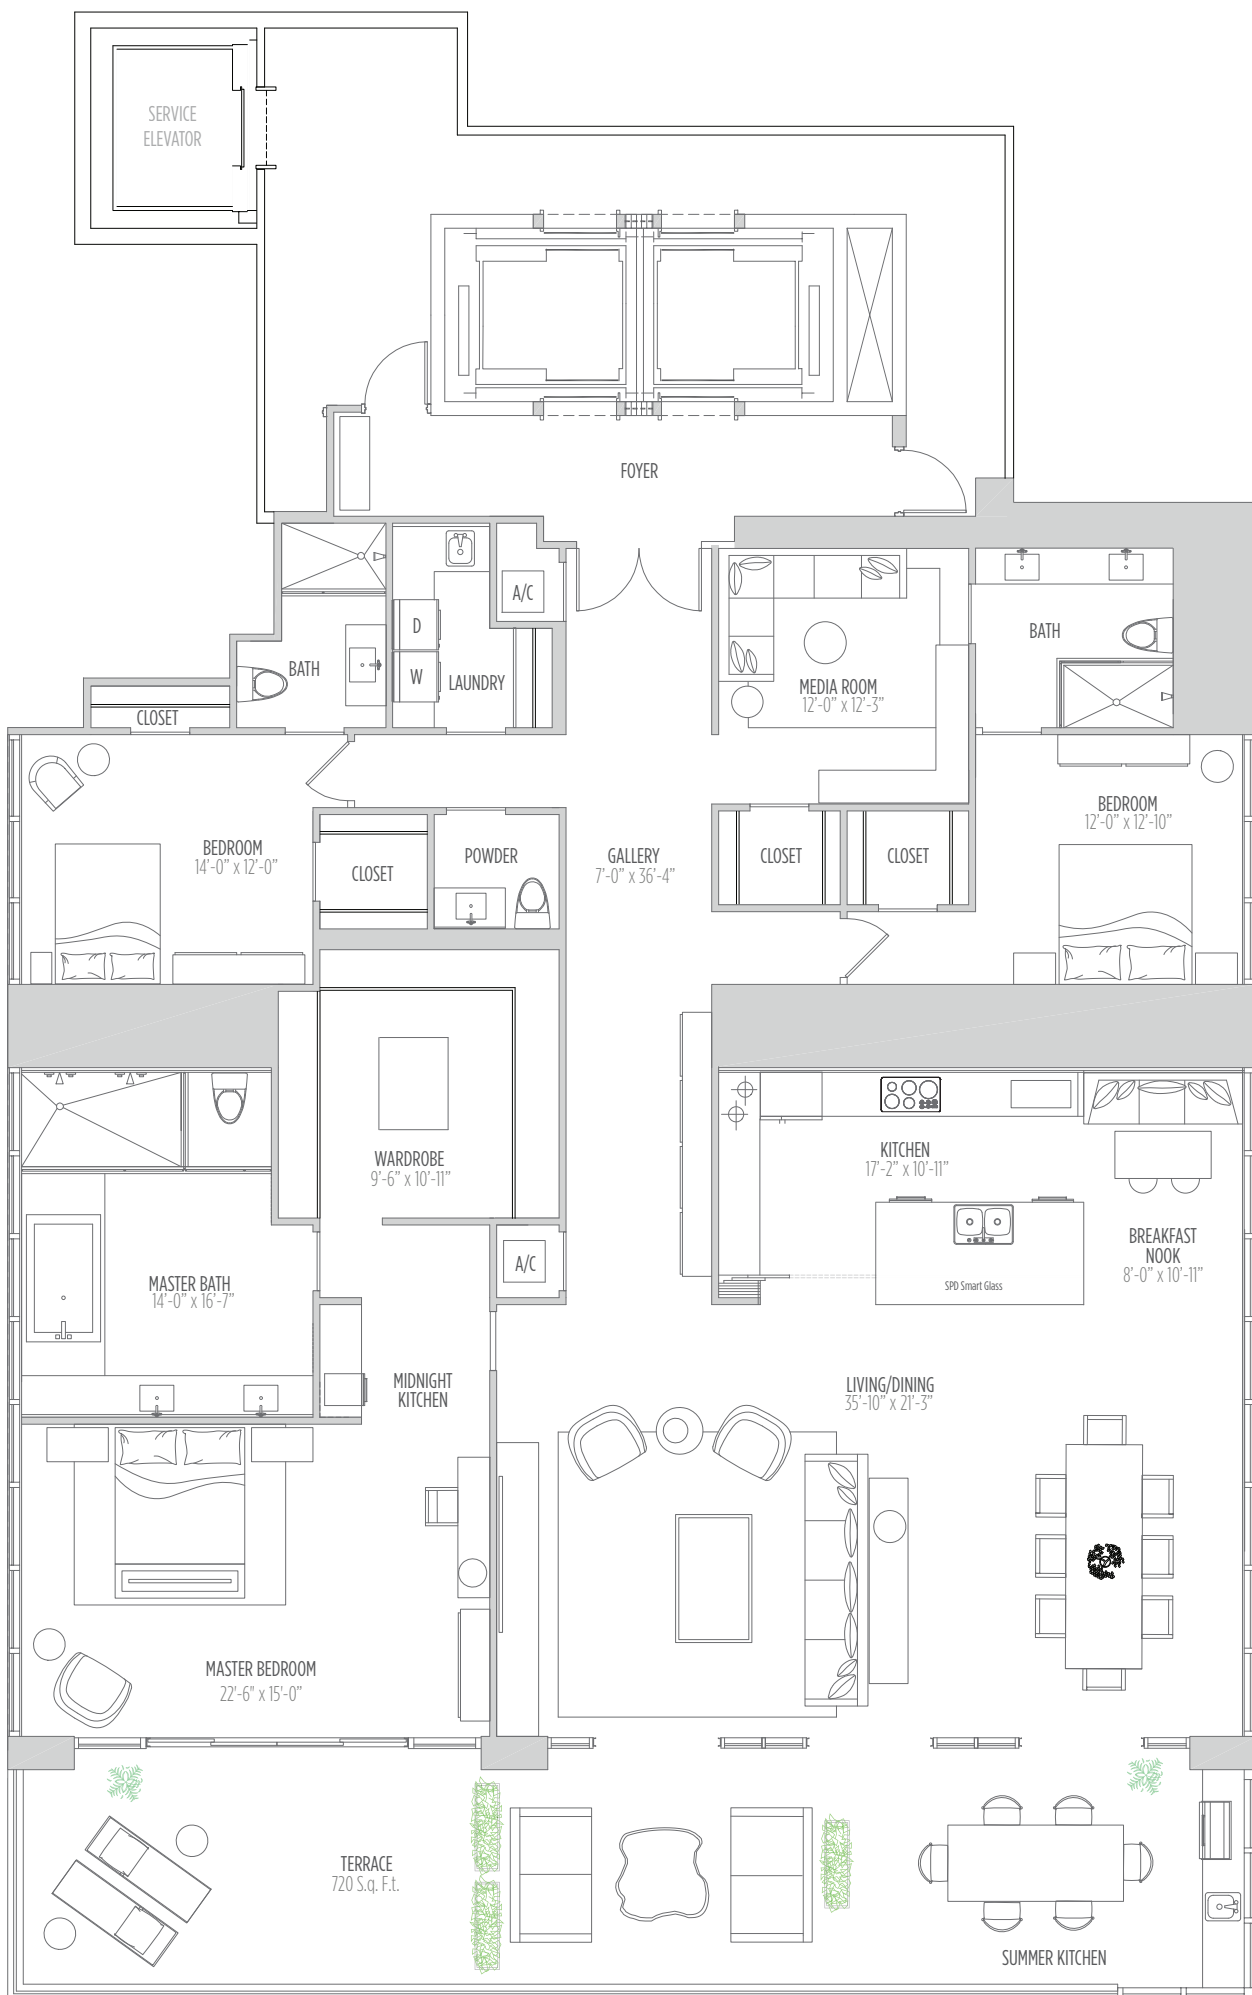 SERVICE
ELEVATOR
FOYER
A/C
D
W
LAUNDRY
BATH
CLOSET
MEDIA ROOM
12'-0" x 12'-3"
BATH
BEDROOM
14'-0" x 12'-0"
CLOSET
POWDER
GALLERY
7'-0" x 36'-4"
CLOSET
CLOSET
BEDROOM
12'-0" x 12'-10"
WARDROBE
9'-6" x 10'-11"
KITCHEN
17'-2" x 10'-11"
BREAKFAST
NOOK
8'-0" x 10'-11"
A/C
SPD Smart Glass
MASTER BATH
14'-0" x 16'-7"
MIDNIGHT
KITCHEN
LIVING/DINING
35'-10" x 21'-3"
MASTER BEDROOM
22'-6" x 15'-0"
TERRACE
720 S.q. F.t.
SUMMER KITCHEN